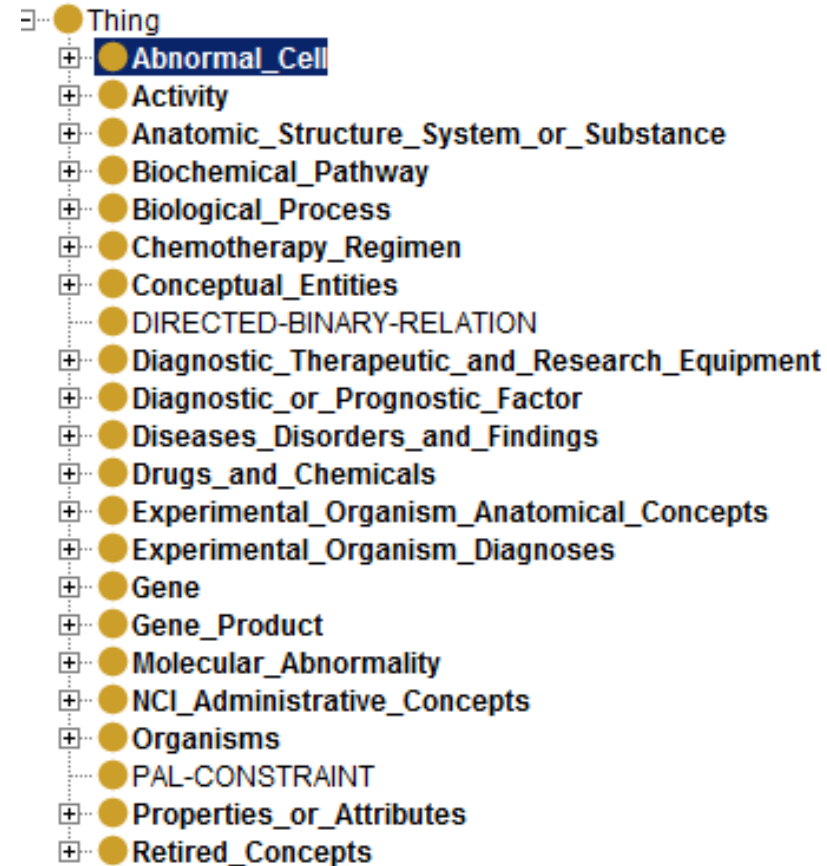 Thing
Abnormal_Cell
Activity
Anatomic_Structure_System_or_Substance
Biochemical_Pathway
Biological_Process
Chemotherapy_Regimen
Conceptual_Entities
DIRECTED-BINARY-RELATION
Diagnostic_Therapeutic_and_Research_Equipment
Diagnostic_or_Prognostic_Factor
Diseases_Disorders_and_Findings
Drugs_and_Chemicals
Experimental_Organism_Anatomical_Concepts
Experimental_Organism_Diagnoses
Gene
Gene_Product
Molecular_Abnormality
NCI_Administrative_Concepts
Organisms
PAL-CONSTRAINT
Properties_or_Attributes
Retired_Concepts